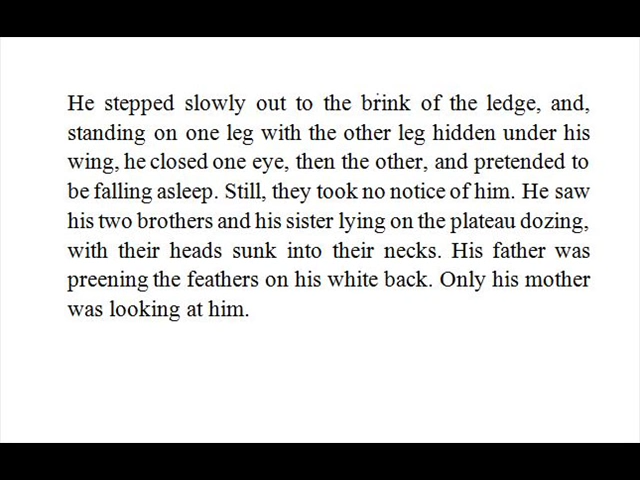 He stepped slowly out to the brink of the ledge, and,
standing on one leg with the other leg hidden under his
wing, he closed one eye, then the other, and pretended to
be falling asleep. Still, they took no notice of him. He saw
his two brothers and his sister lying on the plateau dozing,
with their heads sunk into their necks. His father was
preening the feathers on his white back. Only his mother
was looking at him.